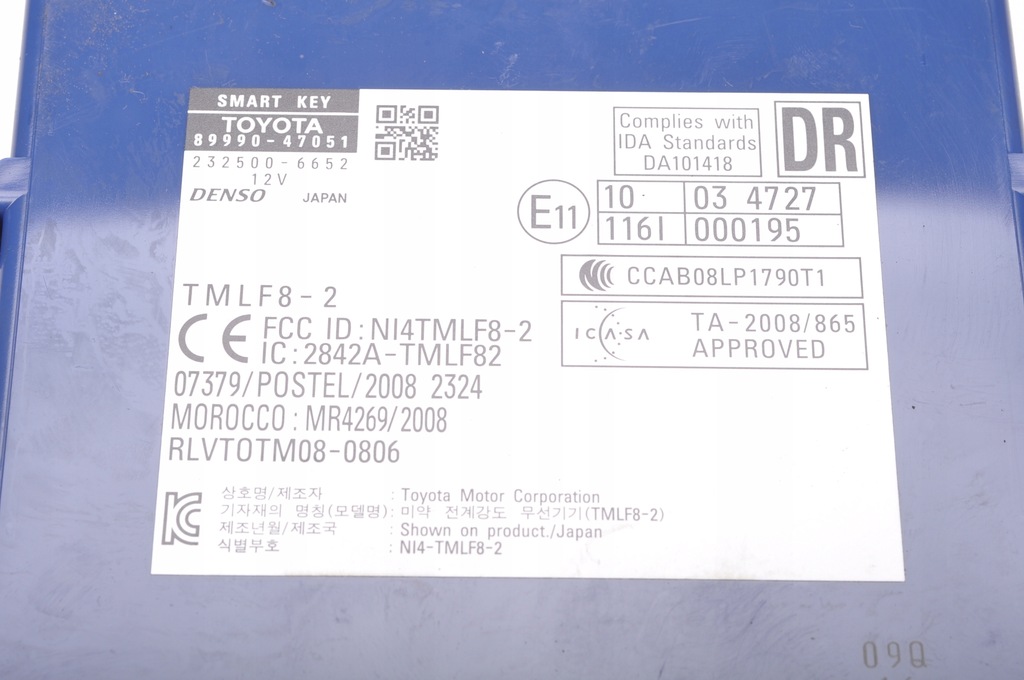 SMART KEY
TOYOTA
89990-47051
232500-6652
12V
DENSO JAPAN
Complies with
IDA Standards
DA101418
DR
E11
10 03 4727
116I 000195
CCAB08LP1790T1
ICASA
TA-2008/865
APPROVED
TMLF8-2
CE
FCC ID: NI4TMLF8-2
IC: 2842A-TMLF82
07379/POSTEL/2008 2324
MOROCCO: MR4269/2008
RLVTOTM08-0806
상호명/제조자 : Toyota Motor Corporation
기자재의 명칭(모델명): 미약 전계강도 무선기기(TMLF8-2)
제조년월/제조국 : Shown on product./Japan
식별부호 : NI4-TMLF8-2
09Q